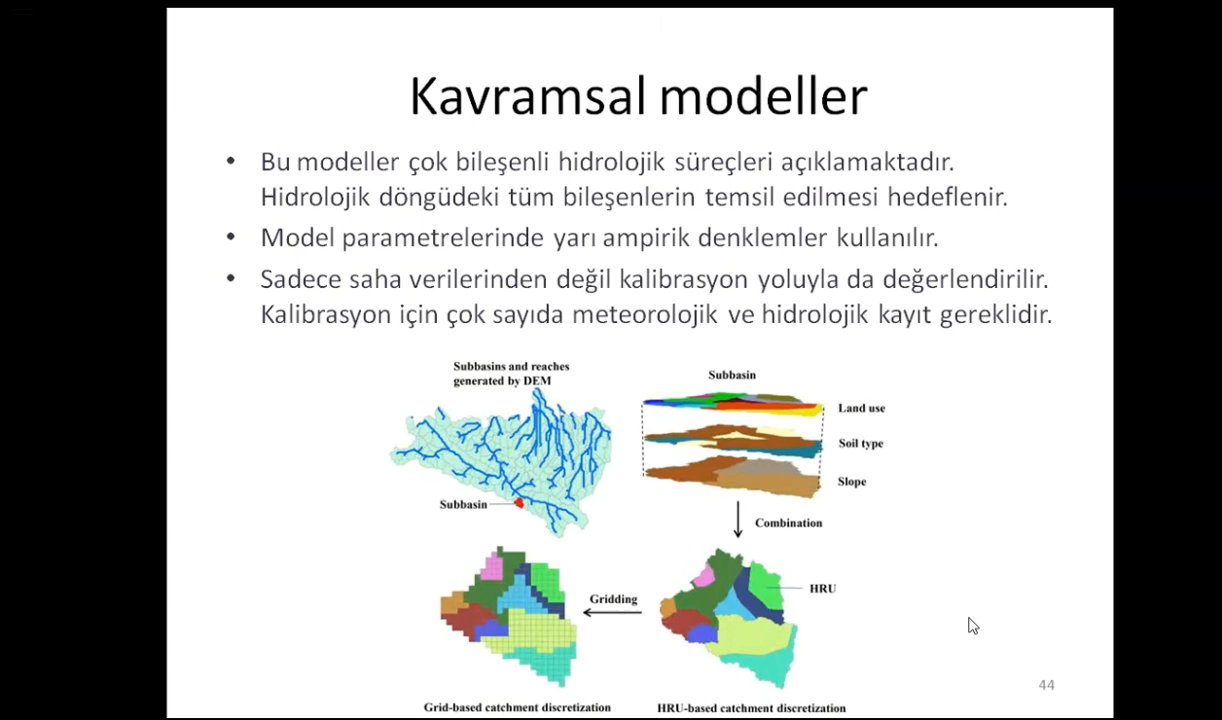 Kavramsal modeller
• Bu modeller çok bileşenli hidrolojik süreçleri açıklamaktadır.
Hidrolojik döngüdeki tüm bileşenlerin temsil edilmesi hedeflenir.
• Model parametrelerinde yarı ampirik denklemler kullanılır.
• Sadece saha verilerinden değil kalibrasyon yoluyla da değerlendirilir.
Kalibrasyon için çok sayıda meteorolojik ve hidrolojik kayıt gereklidir.
Subbasins and reaches
generated by DEM
Subbasin
Subbasin
Land use
Soil type
Slope
Combination
HRU
Gridding
Grid-based catchment discretization
HRU-based catchment discretization
44